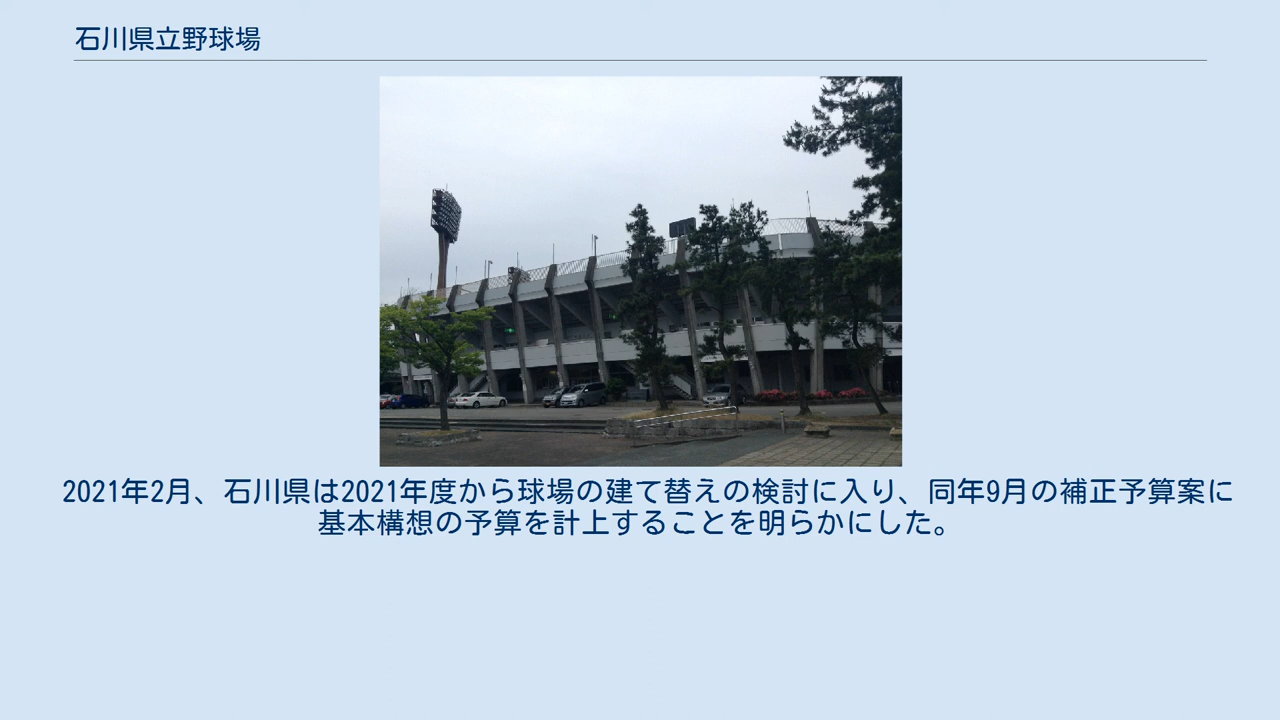 石川県立野球場
2021年2月、石川県は2021年度から球場の建て替えの検討に入り、同年9月の補正予算案に
基本構想の予算を計上することを明らかにした。